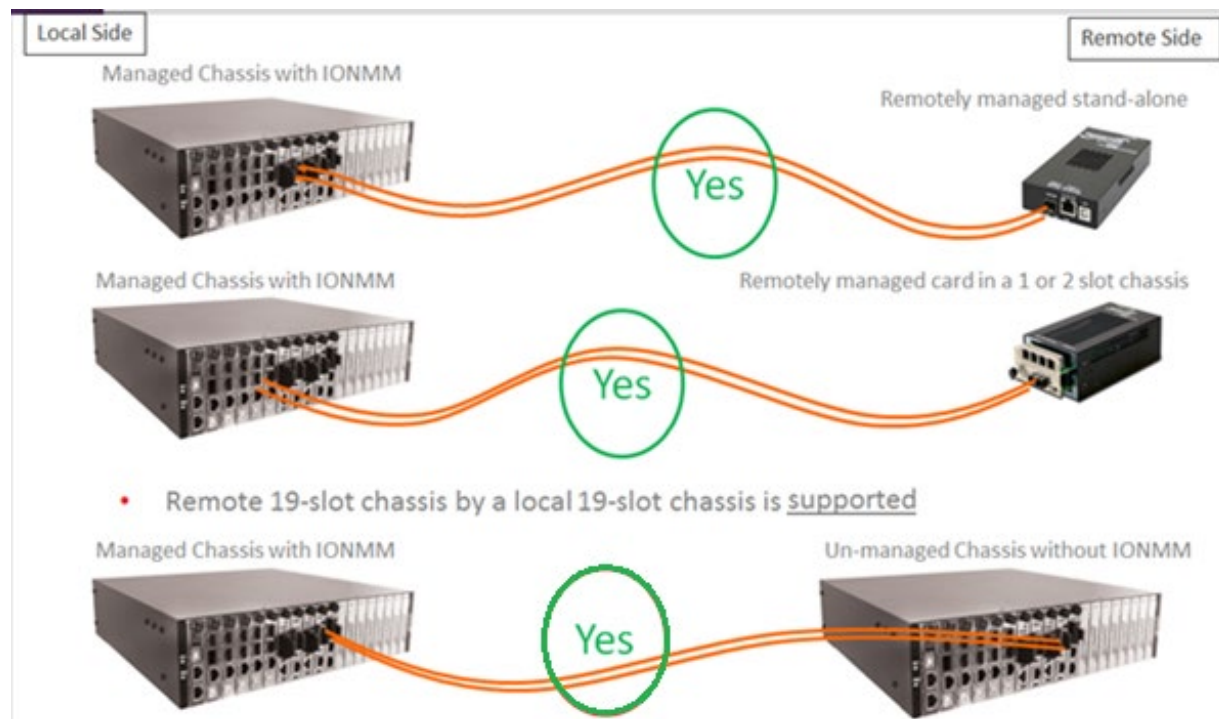 Local Side
Remote Side
Managed Chassis with IONMM
Remotely managed stand-alone
Yes
Managed Chassis with IONMM
Remotely managed card in a 1 or 2 slot chassis
Yes
• Remote 19-slot chassis by a local 19-slot chassis is supported
Managed Chassis with IONMM
Un-managed Chassis without IONMM
Yes